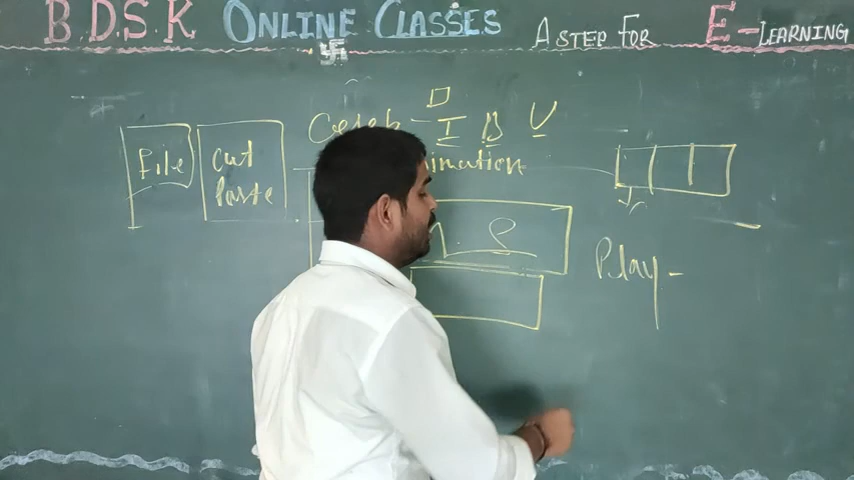 B.D.S.K ONLINE CLASSES A STEP FOR E-LEARNING
I B U
File Cut
Paste
Play -